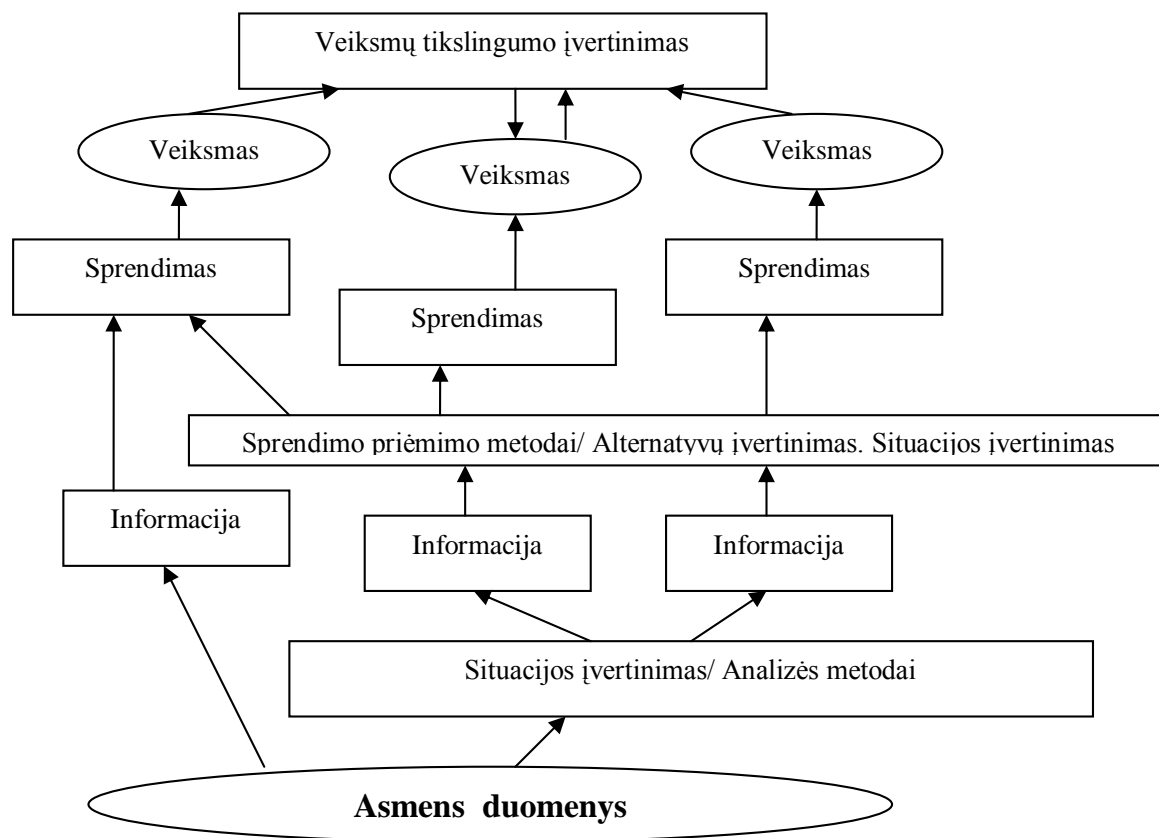 Veiksmų tikslingumo įvertinimas
Veiksmas
Veiksmas
Veiksmas
Sprendimas
Sprendimas
Sprendimas
Sprendimo priėmimo metodai/ Alternatyvų įvertinimas. Situacijos įvertinimas
Informacija
Informacija
Informacija
Situacijos įvertinimas/ Analizės metodai
Asmens duomenys